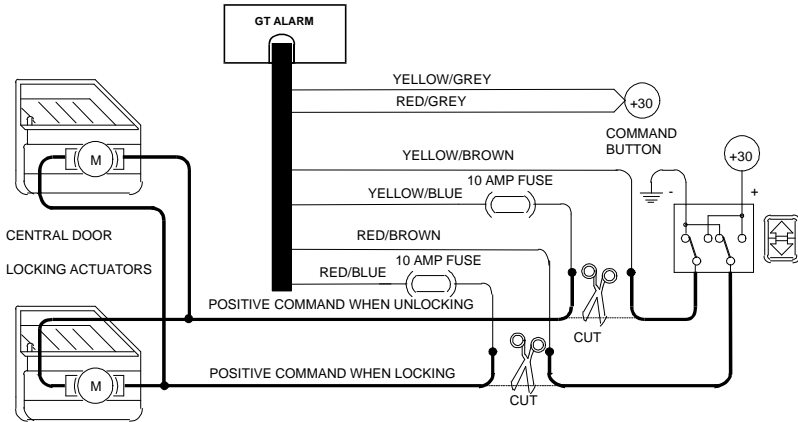 GT ALARM
YELLOW/GREY
RED/GREY
+30
COMMAND
BUTTON
YELLOW/BROWN
+30
10 AMP FUSE
YELLOW/BLUE
- +
RED/BROWN
10 AMP FUSE
RED/BLUE
M
CENTRAL DOOR
LOCKING ACTUATORS
POSITIVE COMMAND WHEN UNLOCKING
CUT
M
POSITIVE COMMAND WHEN LOCKING
CUT